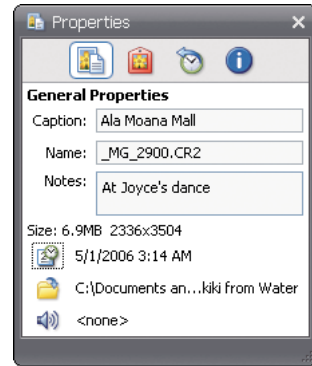 Properties
General Properties
Caption: Ala Moana Mall
Name: _MG_2900.CR2
Notes: At Joyce's dance
Size: 6.9MB 2336x3504
5/1/2006 3:14 AM
C:\Documents an...kiki from Water
<none>